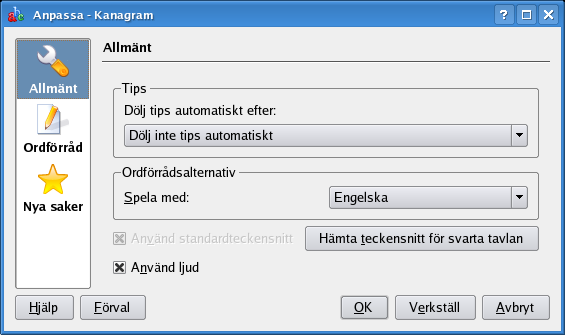 Anpassa - Kanagram
Allmänt
Ordförråd
Nya saker
Allmänt
Tips
Dölj tips automatiskt efter:
Dölj inte tips automatiskt
Ordförrådsalternativ
Spela med:
Engelska
Använd standardteckensnitt
Hämta teckensnitt för svarta tavlan
Använd ljud
Hjälp
Förval
OK
Verkställ
Avbryt